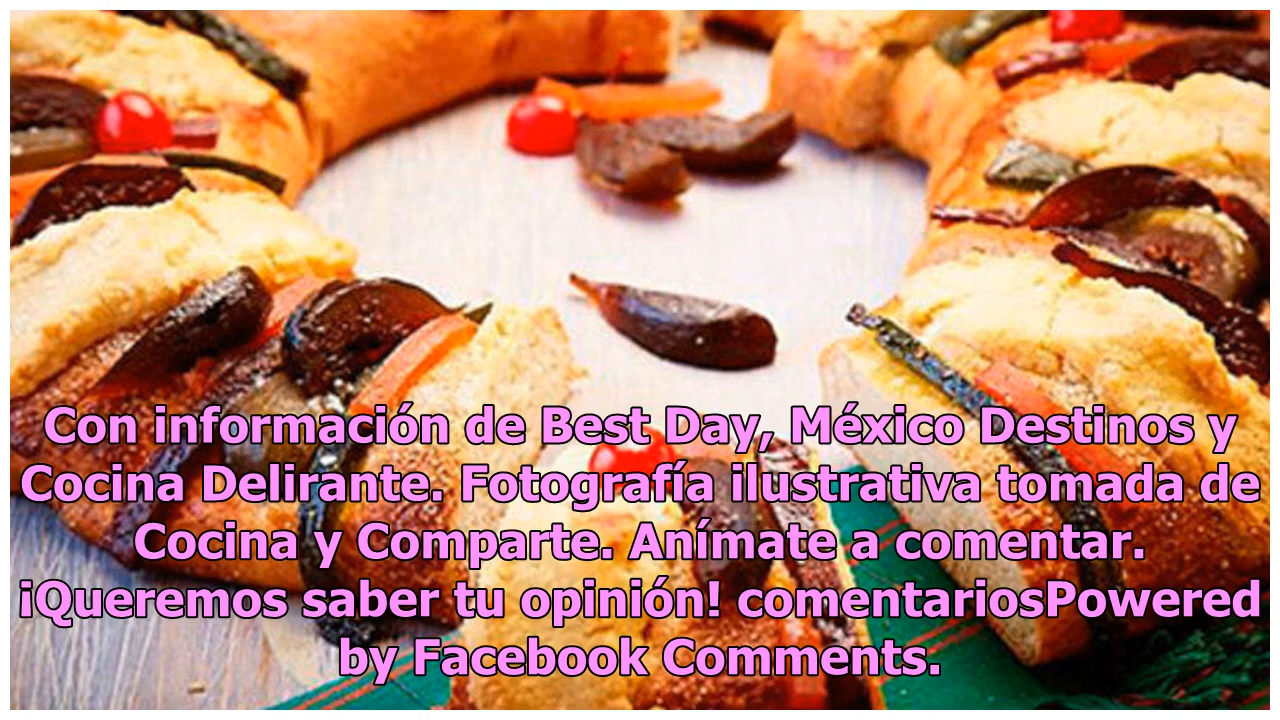 Con información de Best Day, México Destinos y
Cocina Delirante. Fotografía ilustrativa tomada de
Cocina y Comparte. Anímate a comentar.
¡Queremos saber tu opinión! comentariosPowered
by Facebook Comments.